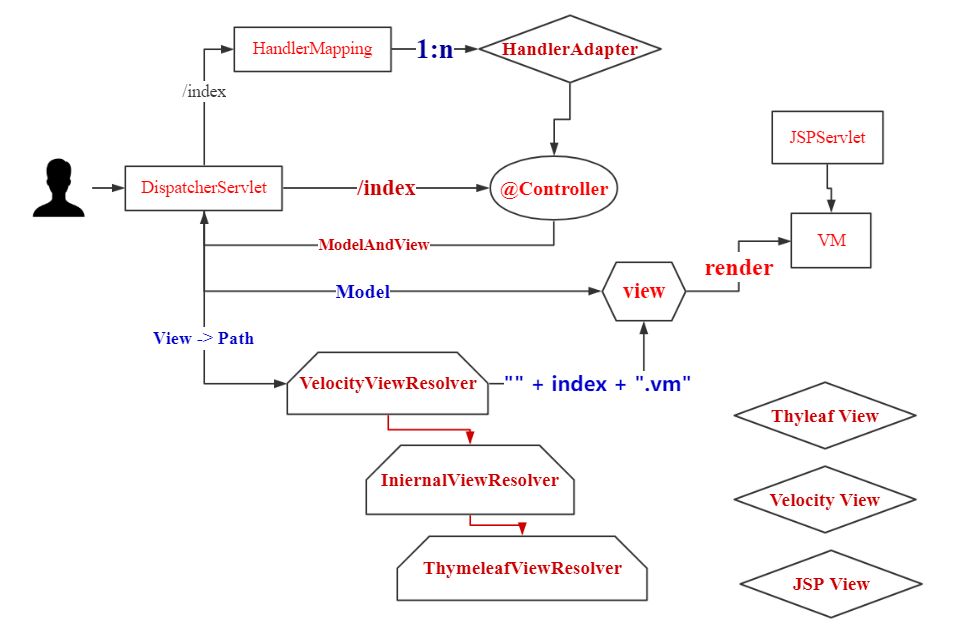 HandlerMapping
1:n
HandlerAdapter
/index
JSPServlet
DispatcherServlet
/index
@Controller
ModelAndView
VM
render
Model
view
View -> Path
VelocityViewResolver
"" + index + ".vm"
Thyleaf View
IniernalViewResolver
Velocity View
ThymeleafViewResolver
JSP View